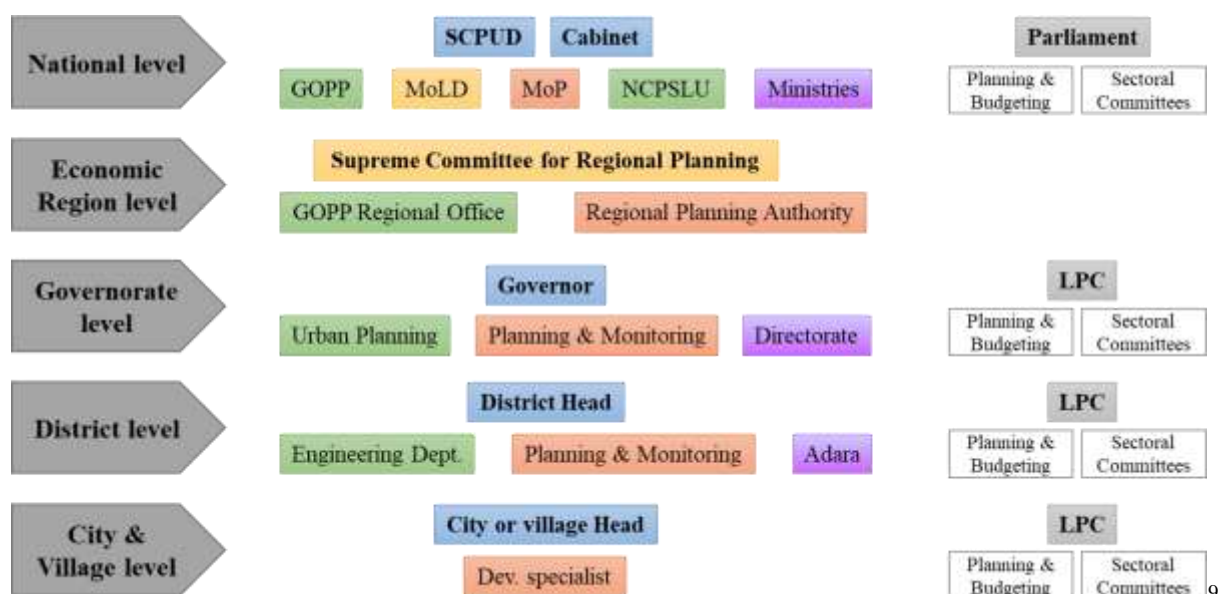 SCPUD Cabinet Parliament
National level
GOPP MoLD MoP NCPSLU Ministries
Planning & Budgeting
Sectoral Committees
Economic
Region level
Supreme Committee for Regional Planning
GOPP Regional Office Regional Planning Authority
Governorate
level
Governor LPC
Urban Planning Planning & Monitoring Directorate
Planning & Budgeting
Sectoral Committees
District level
District Head LPC
Engineering Dept. Planning & Monitoring Adara
Planning & Budgeting
Sectoral Committees
City &
Village level
City or village Head LPC
Dev. specialist
Planning & Budgeting
Sectoral Committees
9